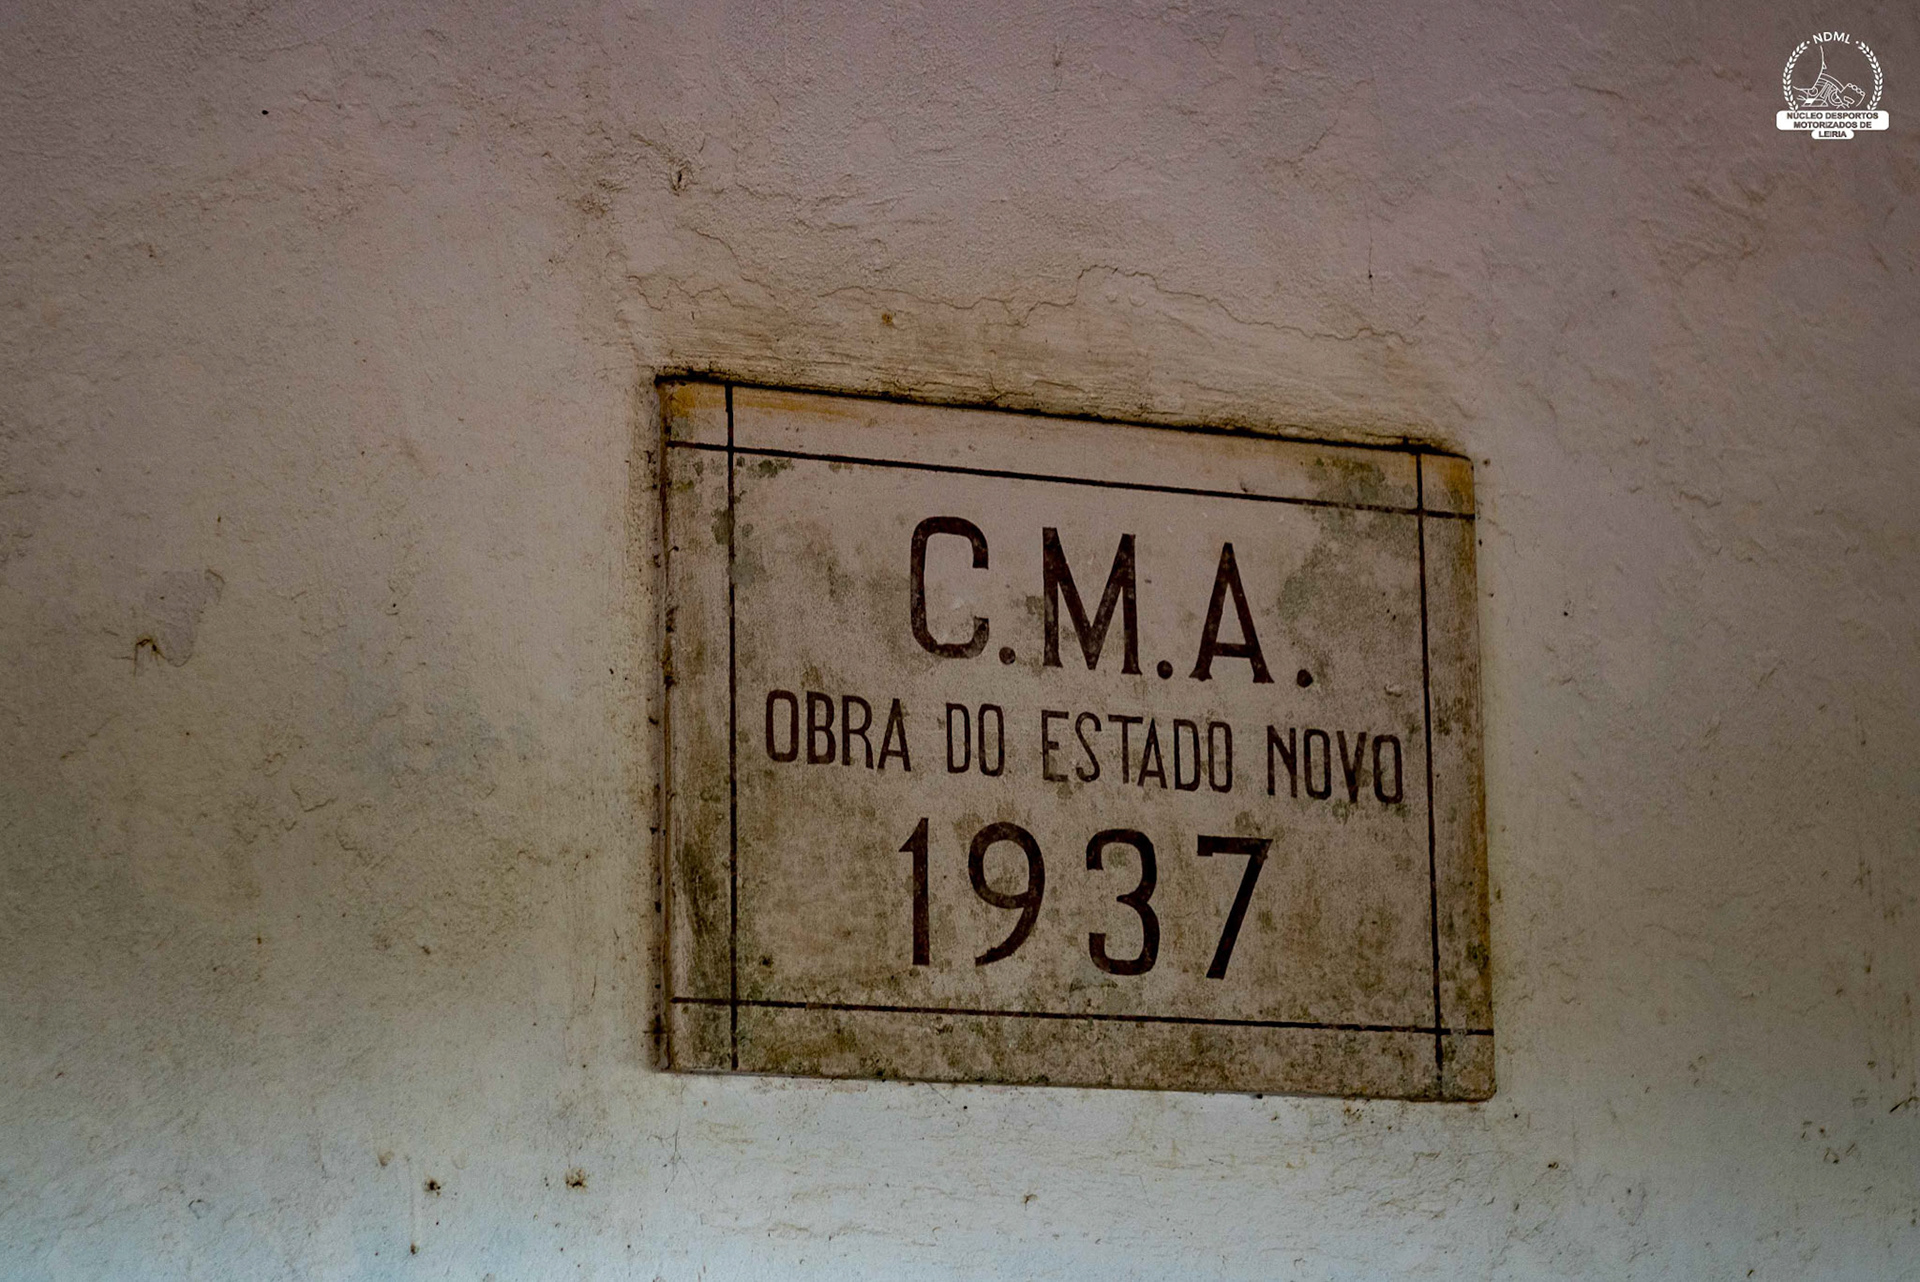 · NDML ·
NÚCLEO DESPORTOS
MOTORIZADOS DE
LEIRIA
C.M.A.
OBRA DO ESTADO NOVO
1937